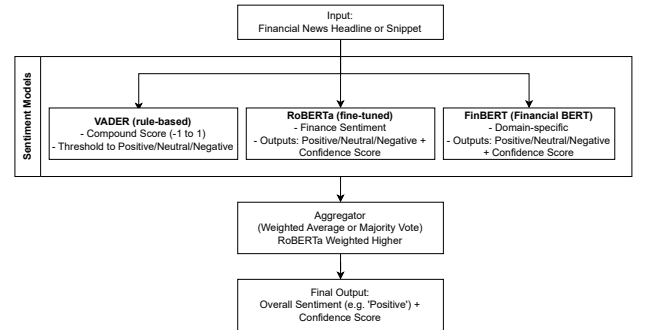 Input:
Financial News Headline or Snippet
Sentiment Models
VADER (rule-based)
- Compound Score (-1 to 1)
- Threshold to Positive/Neutral/Negative
RoBERTa (fine-tuned)
- Finance Sentiment
- Outputs: Positive/Neutral/Negative +
Confidence Score
FinBERT (Financial BERT)
- Domain-specific
- Outputs: Positive/Neutral/Negative
+ Confidence Score
Aggregator
(Weighted Average or Majority Vote)
RoBERTa Weighted Higher
Final Output:
Overall Sentiment (e.g. 'Positive') +
Confidence Score